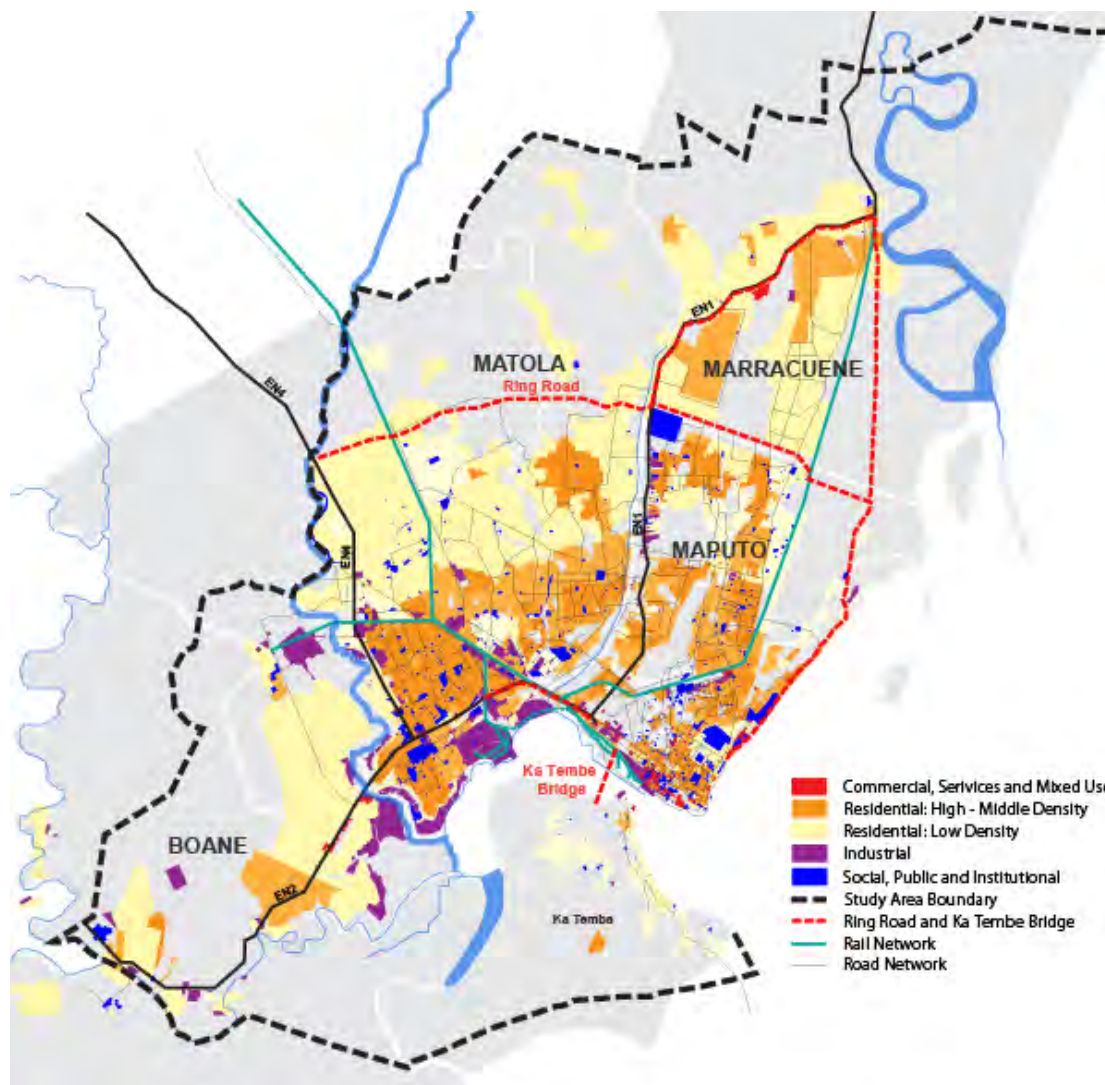 EN1
MATOLA
Ring Road
MARRACUENE
EN4
EN4
EN1
MAPUTO
Ka Tembe
Bridge
BOANE
EN2
Ka Tembe
Commercial, Serivices and Mixed Use
Residential: High - Middle Density
Residential: Low Density
Industrial
Social, Public and Institutional
Study Area Boundary
Ring Road and Ka Tembe Bridge
Rail Network
Road Network